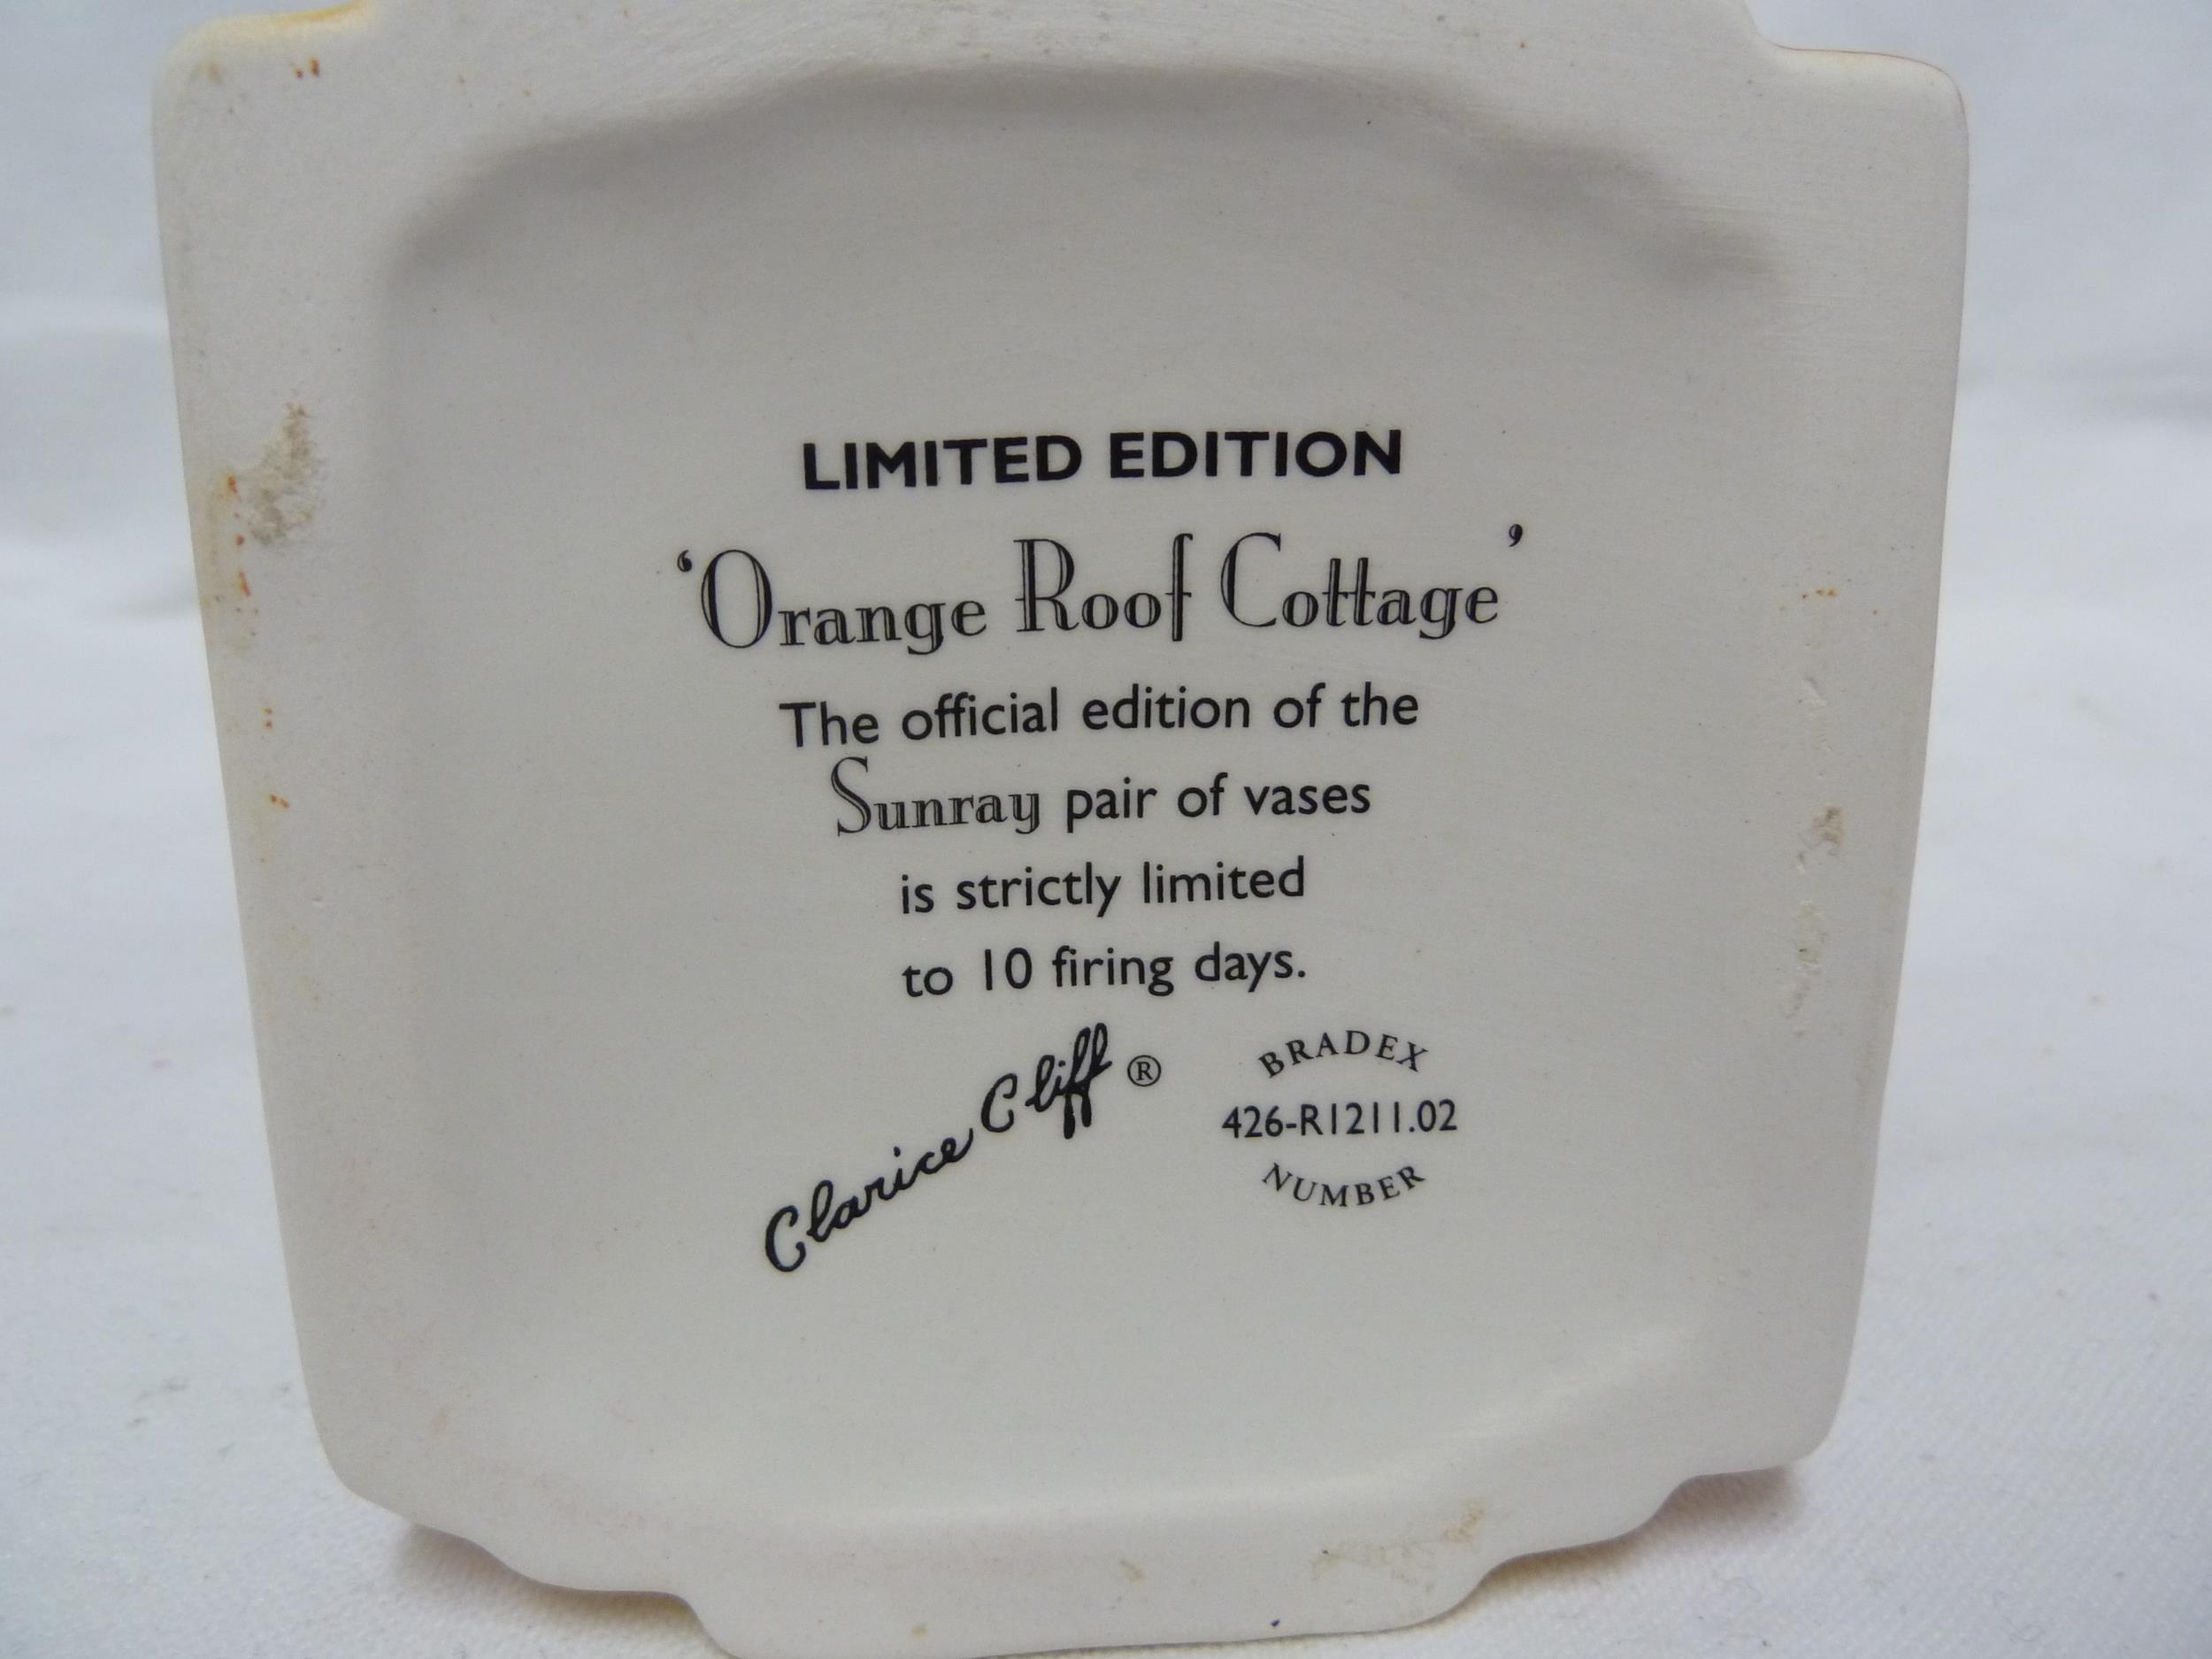 LIMITED EDITION
‘Orange Roof Cottage’
The official edition of the
Sunray pair of vases
is strictly limited
to 10 firing days.
Clarice Cliff ®
BRADEX
426-R1211.02
NUMBER